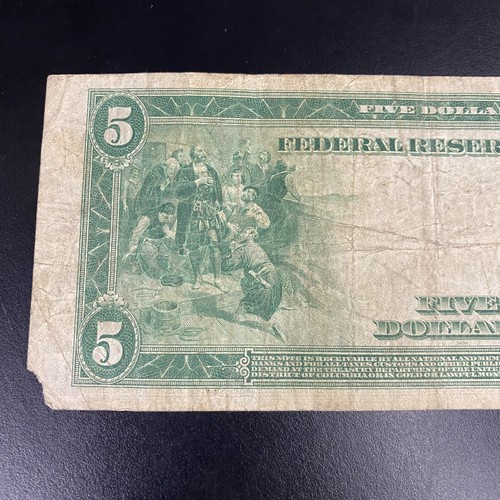 5
FIVE DOLLA
FEDERAL RESER
FIVE
DOLLA
5
THIS NOTE IS RECEIVABLE BY ALL NATIONAL AND MEM
BANKS AND FOR ALL TAXES, CUSTOMS AND OTHER
DEMAND AT THE TREASURY DEPARTMENT OF THE UNITED
DISTRICT OF COLUMBIA OR IN GOLD OR LAWFUL MON